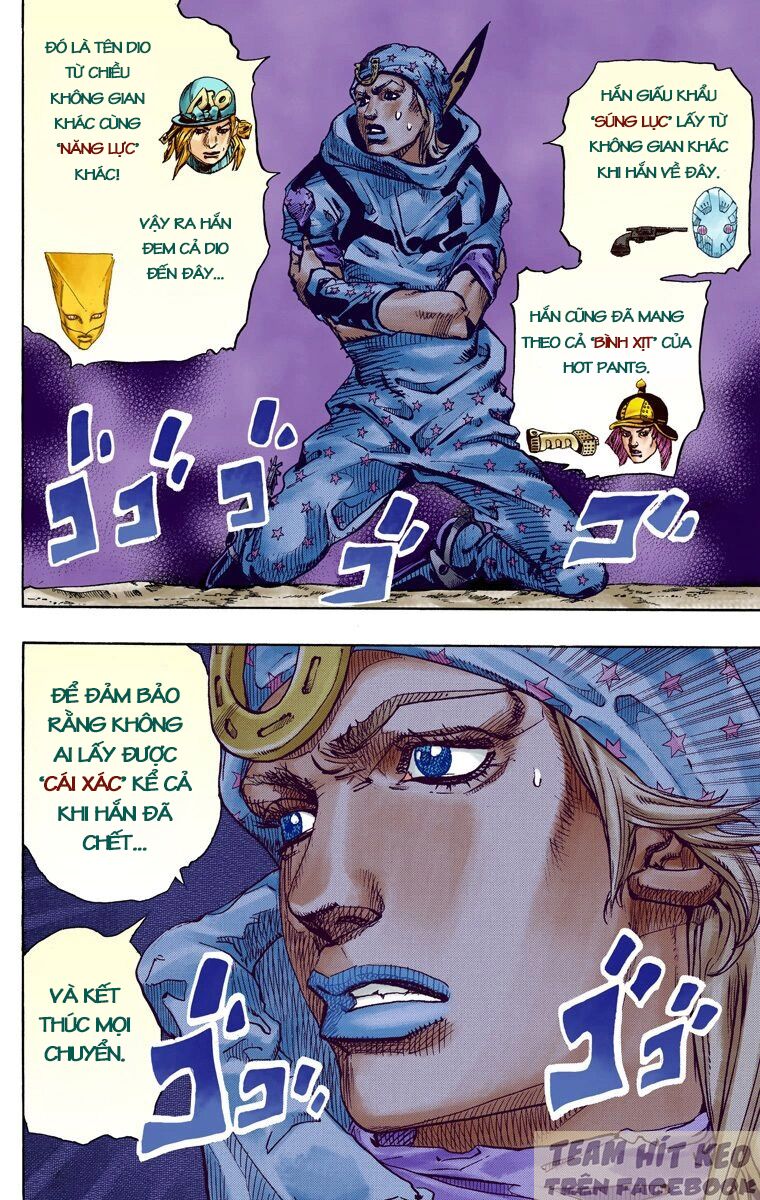 ĐÓ LÀ TÊN DIO
TỪ CHIỀU
KHÔNG GIAN
KHÁC CÙNG
"NĂNG LỰC"
KHÁC!
DIO
VẬY RA HẮN
ĐEM CẢ DIO
ĐẾN ĐÂY...
HẮN GIẤU KHẨU
"SÚNG LỤC" LẤY TỪ
KHÔNG GIAN KHÁC
KHI HẮN VỀ ĐÂY.
HẮN CŨNG ĐÃ MANG
THEO CẢ "BÌNH XỊT" CỦA
HOT PANTS.
ゴゴゴゴゴ
ĐỂ ĐẢM BẢO
RẰNG KHÔNG
AI LẤY ĐƯỢC
"CÁI XÁC" KỂ CẢ
KHI HẮN ĐÃ
CHẾT...
VÀ KẾT
THÚC MỌI
CHUYỂN.
ゴゴゴゴ
TEAM HÍT KEO
TRÊN FACEBOOK